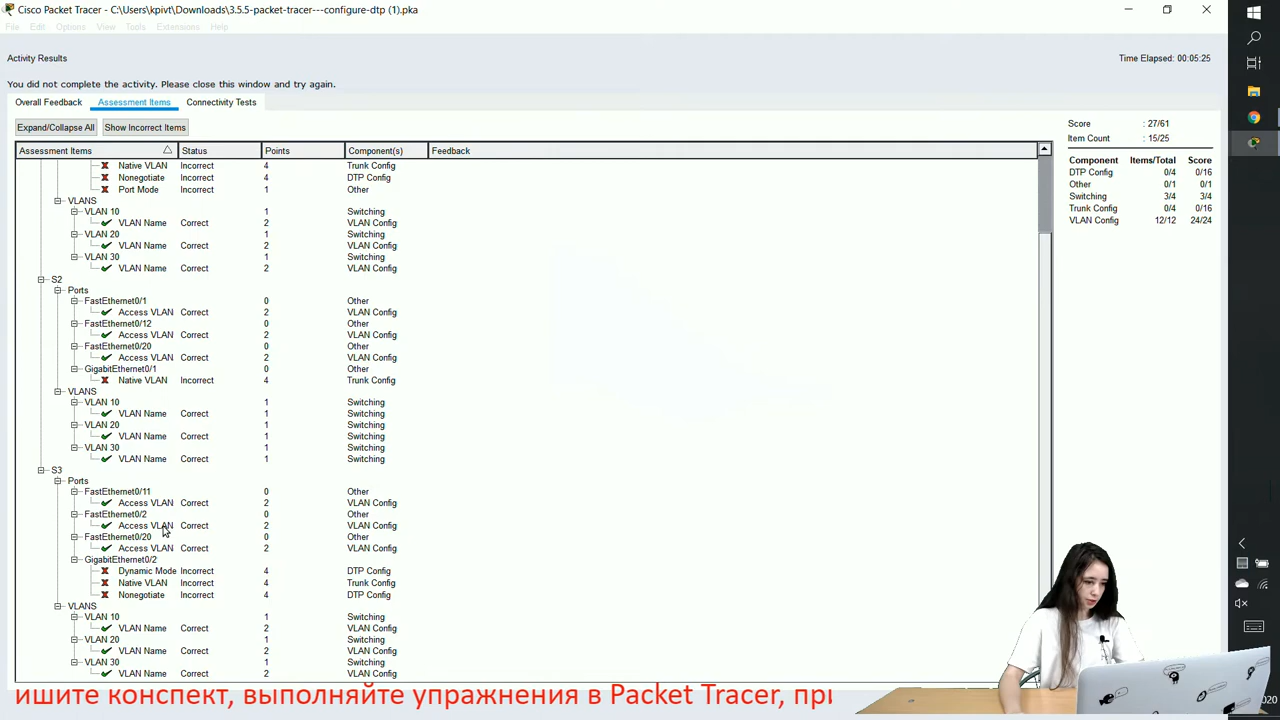 Cisco Packet Tracer - C:\Users\kpivt\Downloads\3.5.5-packet-tracer---configure-dtp (1).pka
File Edit Options View Tools Extensions Help
Activity Results
Time Elapsed: 00:05:25
You did not complete the activity. Please close this window and try again.
Overall Feedback Assessment Items Connectivity Tests
Expand/Collapse All Show Incorrect Items
Assessment Items Status Points Component(s) Feedback
Native VLAN Incorrect 4 Trunk Config
Nonegotiate Incorrect 4 DTP Config
Port Mode Incorrect 1 Other
VLANS
VLAN 10 1 Switching
VLAN Name Correct 2 VLAN Config
VLAN 20 1 Switching
VLAN Name Correct 2 VLAN Config
VLAN 30 1 Switching
VLAN Name Correct 2 VLAN Config
S2
Ports
FastEthernet0/1 0 Other
Access VLAN Correct 2 VLAN Config
FastEthernet0/12 0 Other
Access VLAN Correct 2 VLAN Config
FastEthernet0/20 0 Other
Access VLAN Correct 2 VLAN Config
GigabitEthernet0/1 0 Other
Native VLAN Incorrect 4 Trunk Config
VLANS
VLAN 10 1 Switching
VLAN Name Correct 1 Switching
VLAN 20 1 Switching
VLAN Name Correct 1 Switching
VLAN 30 1 Switching
VLAN Name Correct 1 Switching
S3
Ports
FastEthernet0/11 0 Other
Access VLAN Correct 2 VLAN Config
FastEthernet0/2 0 Other
Access VLAN Correct 2 VLAN Config
FastEthernet0/20 0 Other
Access VLAN Correct 2 VLAN Config
GigabitEthernet0/2 0 Other
Dynamic Mode Incorrect 4 DTP Config
Native VLAN Incorrect 4 Trunk Config
Nonegotiate Incorrect 4 DTP Config
VLANS
VLAN 10 1 Switching
VLAN Name Correct 2 VLAN Config
VLAN 20 1 Switching
VLAN Name Correct 2 VLAN Config
VLAN 30 1 Switching
VLAN Name Correct 2 VLAN Config
Score : 27/61
Item Count : 15/25
Component Items/Total Score
DTP Config 0/4 0/16
Other 0/1 0/1
Switching 3/4 3/4
Trunk Config 0/4 0/16
VLAN Config 12/12 24/24
ишите конспект, выполняйте упражнения в Packet Tracer, при